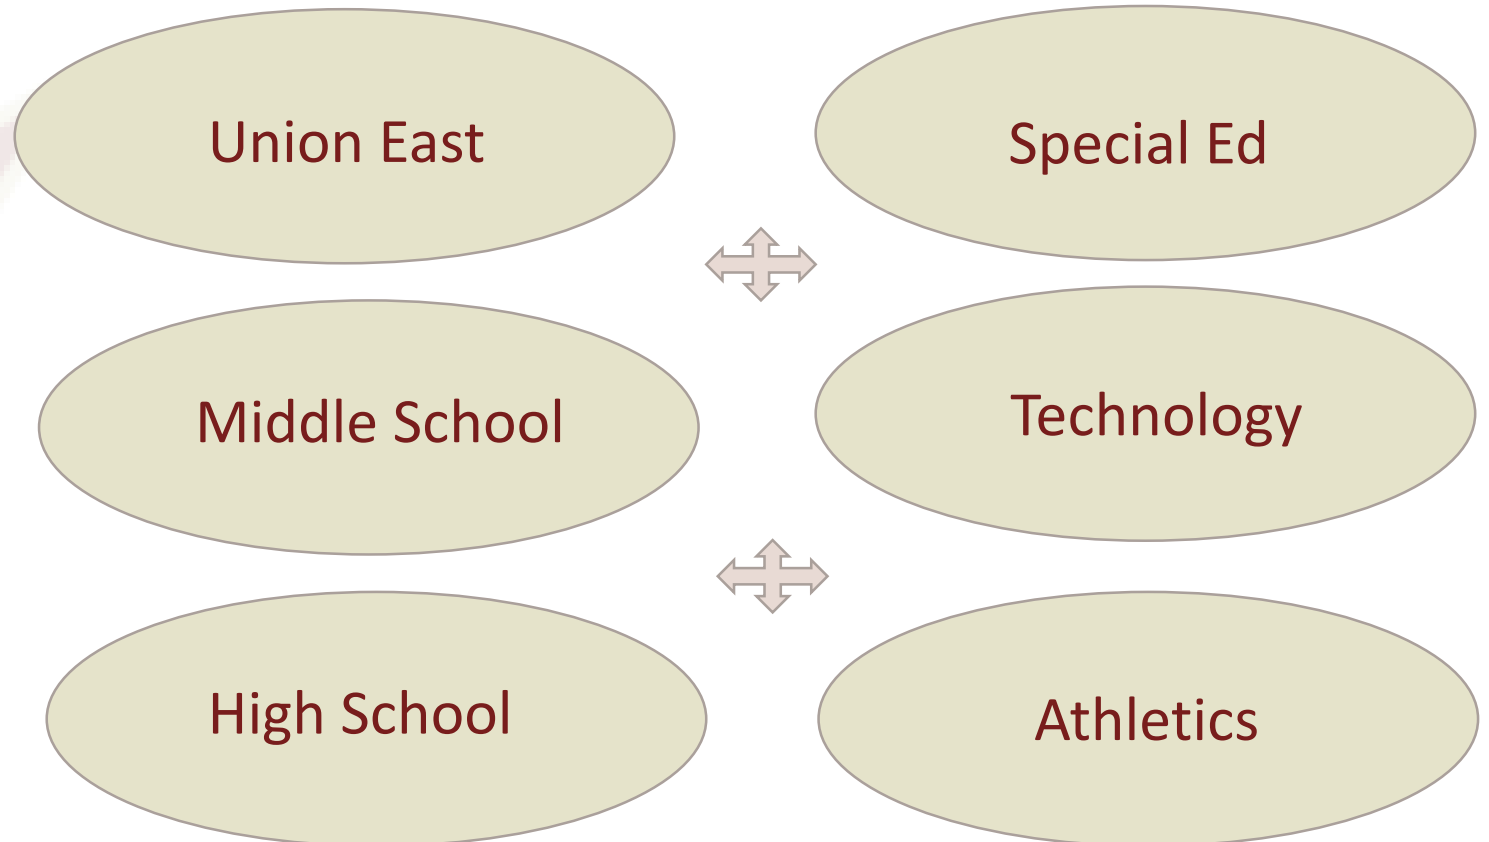 Union East
Special Ed
Middle School
Technology
High School
Athletics